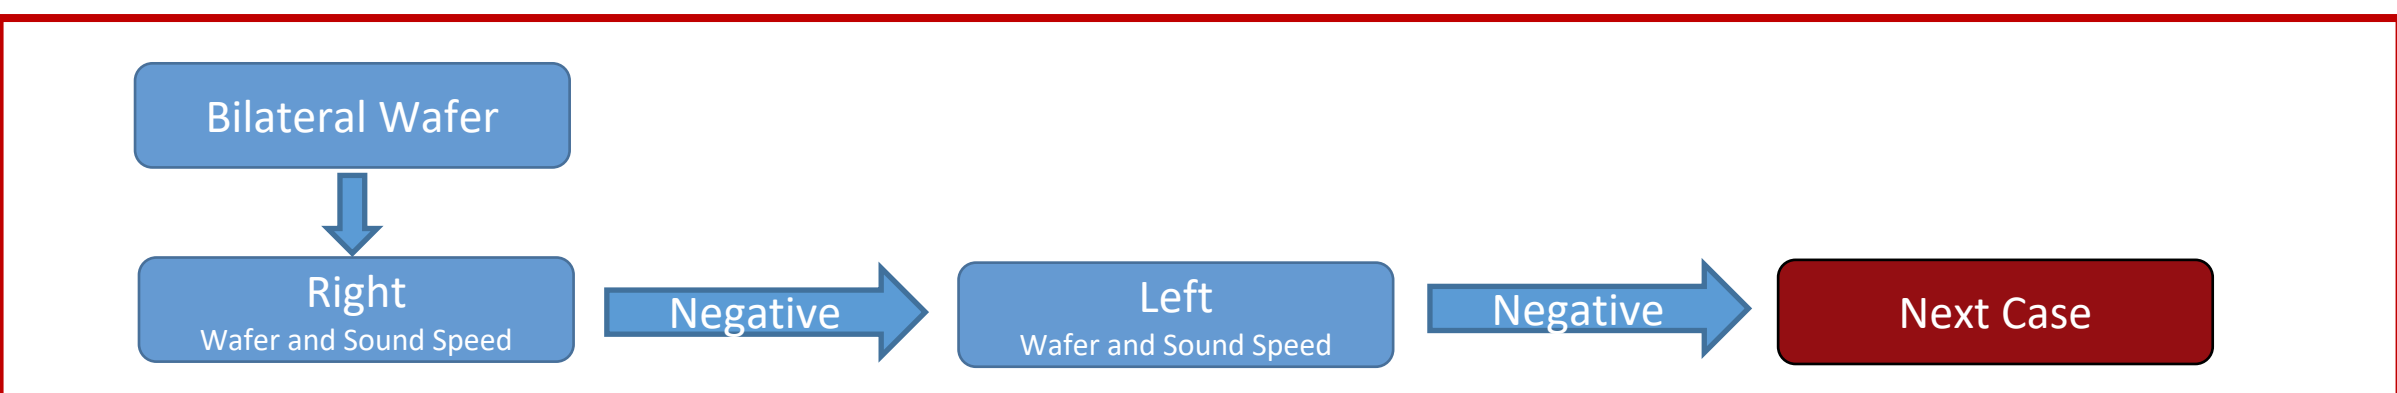 Bilateral Wafer
Right
Wafer and Sound Speed
Negative
Left
Wafer and Sound Speed
Negative
Next Case